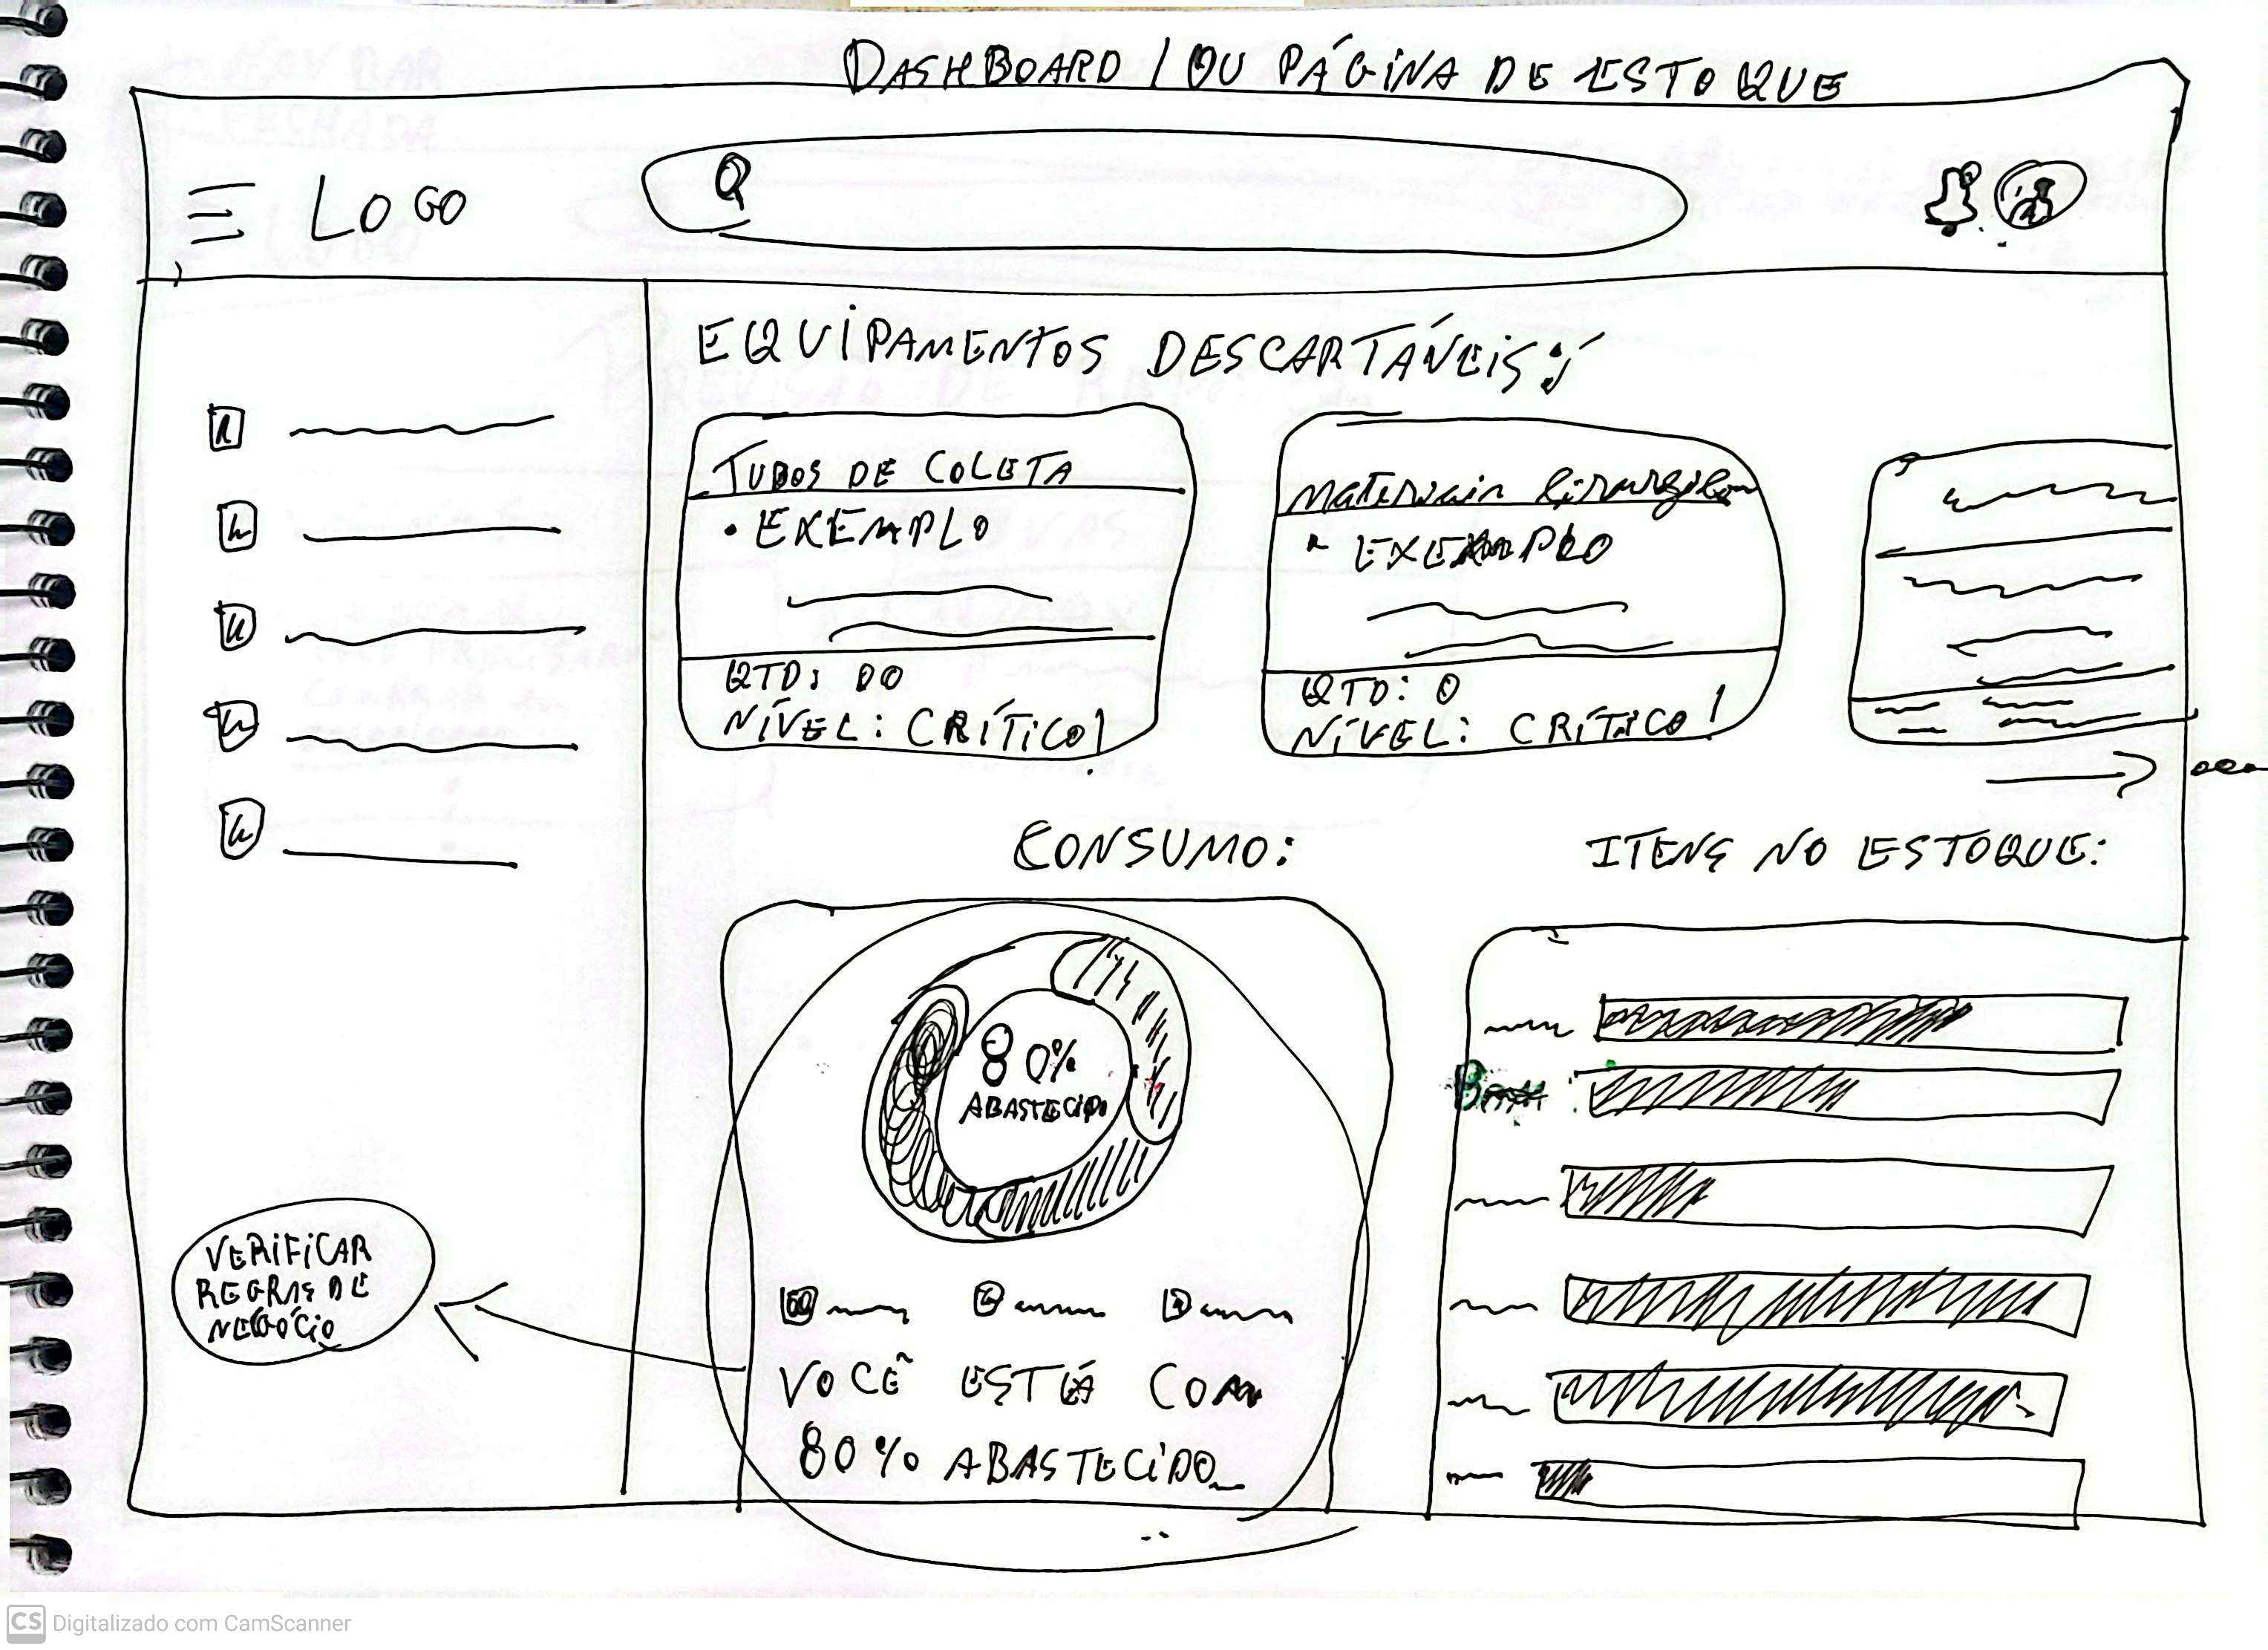 DASHBOARD / OU PÁGINA DE ESTOQUE
LOGO
EQUIPAMENTOS DESCARTÁVEIS:
TUBOS DE COLETA
• EXEMPLO
QTD: 00
NÍVEL: CRÍTICO!
Materiais
• EXEMPLO
QTD: 0
NÍVEL: CRÍTICO!
CONSUMO:
80%
ABASTECIDO
VOCÊ ESTÁ COM
80% ABASTECIDO
ITENS NO ESTOQUE:
VERIFICAR
REGRAS DE
NEGÓCIO
CS Digitalizado com CamScanner